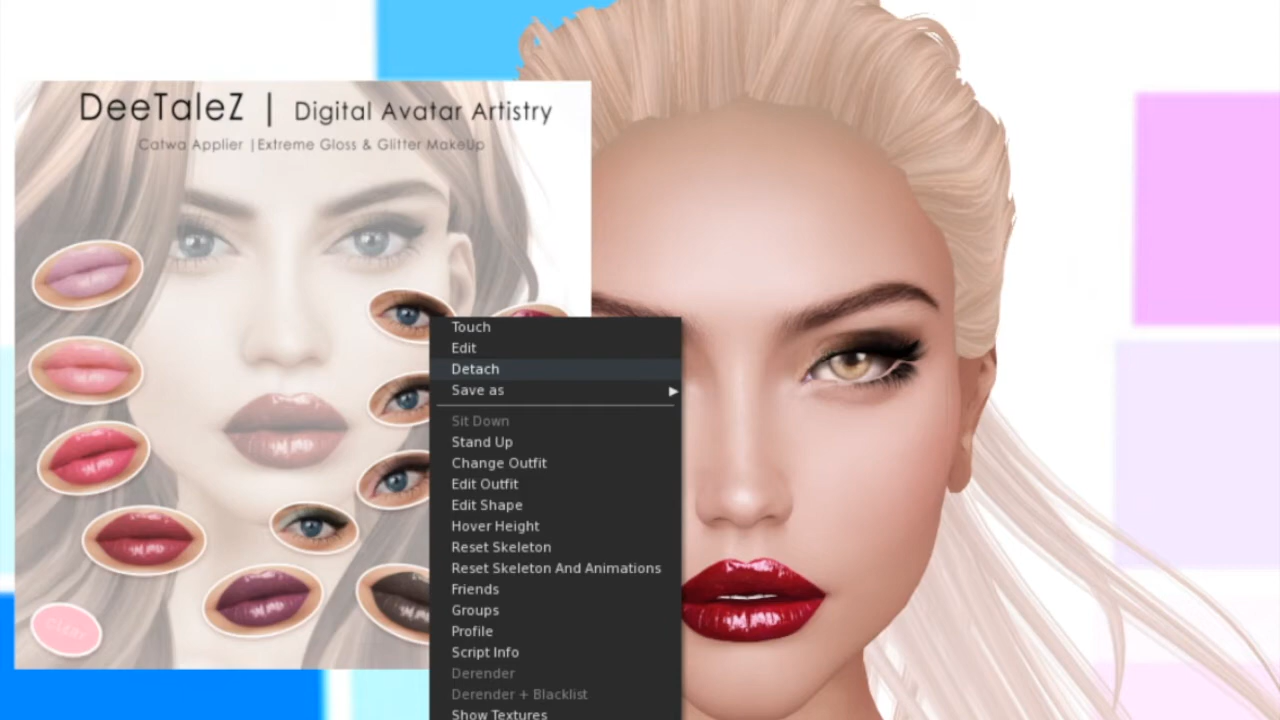 DeeTaleZ | Digital Avatar Artistry
Catwa Applier |Extreme Gloss & Glitter MakeUp
Touch
Edit
Detach
Save as
Sit Down
Stand Up
Change Outfit
Edit Outfit
Edit Shape
Hover Height
Reset Skeleton
Reset Skeleton And Animations
Friends
Groups
Clear
Profile
Script Info
Derender
Derender + Blacklist
Show Textures